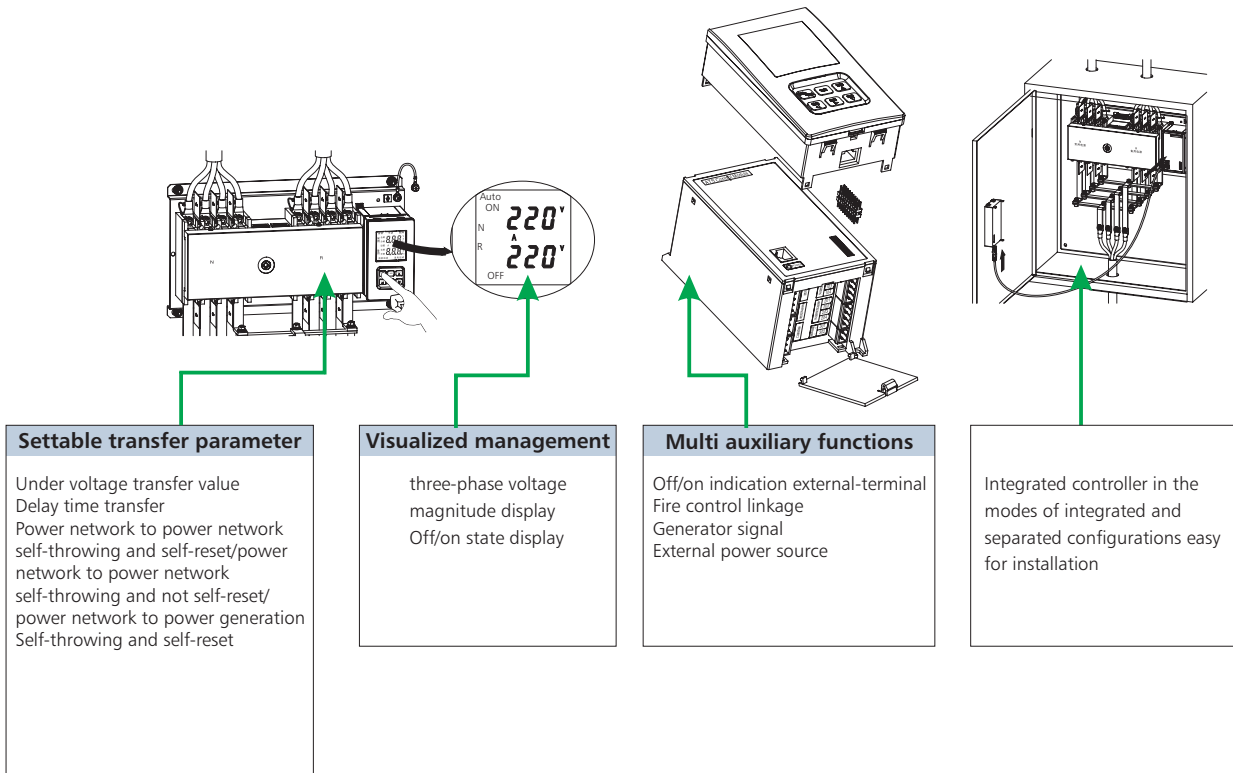 Auto
ON
N
220 V
A
R
220 V
OFF
N
R
Settable transfer parameter
Under voltage transfer value
Delay time transfer
Power network to power network
self-throwing and self-reset/power
network to power network
self-throwing and not self-reset/
power network to power generation
Self-throwing and self-reset
Visualized management
three-phase voltage
magnitude display
Off/on state display
Multi auxiliary functions
Off/on indication external-terminal
Fire control linkage
Generator signal
External power source
Integrated controller in the
modes of integrated and
separated configurations easy
for installation